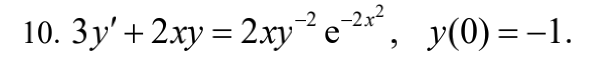 10. 3y′ + 2xy = 2xy⁻² e^{−2x²}, y(0) = −1.